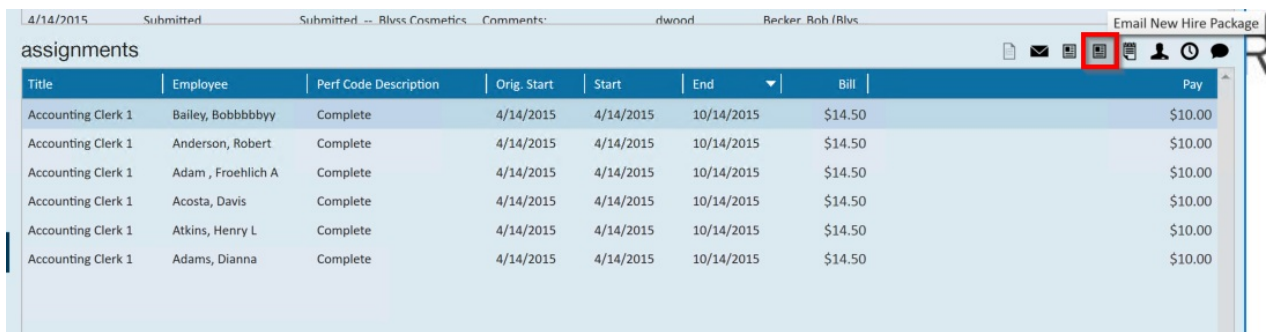 4/14/2015 Submitted Submitted -- Blyss Cosmetics Comments: dwood Becker, Bob (Blys
Email New Hire Package
assignments
R
Title Employee Perf Code Description Orig. Start Start End Bill Pay
Accounting Clerk 1 Bailey, Bobbbbbyy Complete 4/14/2015 4/14/2015 10/14/2015 $14.50 $10.00
Accounting Clerk 1 Anderson, Robert Complete 4/14/2015 4/14/2015 10/14/2015 $14.50 $10.00
Accounting Clerk 1 Adam , Froehlich A Complete 4/14/2015 4/14/2015 10/14/2015 $14.50 $10.00
Accounting Clerk 1 Acosta, Davis Complete 4/14/2015 4/14/2015 10/14/2015 $14.50 $10.00
Accounting Clerk 1 Atkins, Henry L Complete 4/14/2015 4/14/2015 10/14/2015 $14.50 $10.00
Accounting Clerk 1 Adams, Dianna Complete 4/14/2015 4/14/2015 10/14/2015 $14.50 $10.00